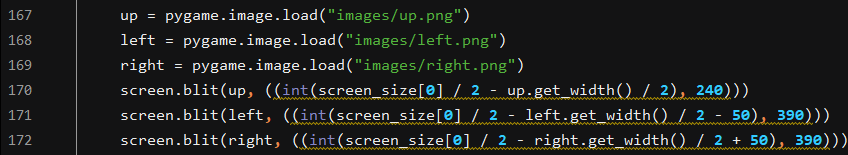 167 up = pygame.image.load("images/up.png")
168 left = pygame.image.load("images/left.png")
169 right = pygame.image.load("images/right.png")
170 screen.blit(up, ((int(screen_size[0] / 2 - up.get_width() / 2), 240)))
171 screen.blit(left, ((int(screen_size[0] / 2 - left.get_width() / 2 - 50), 390)))
172 screen.blit(right, ((int(screen_size[0] / 2 - right.get_width() / 2 + 50), 390)))